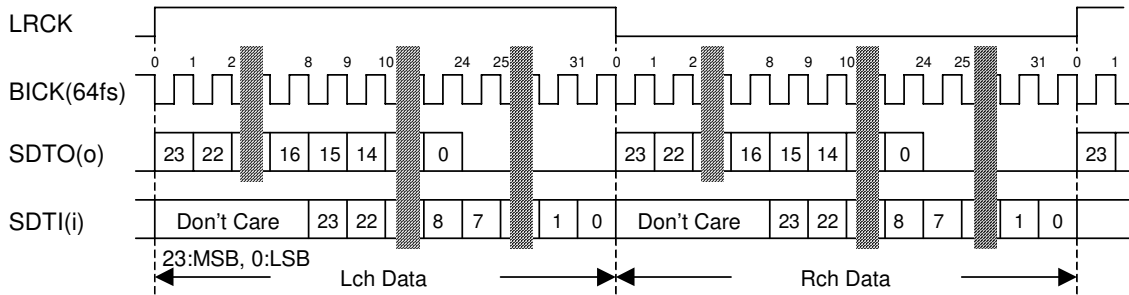 LRCK
0 1 2 8 9 10 24 25 31 0 1 2 8 9 10 24 25 31 0 1
BICK(64fs)
SDTO(o) 23 22 16 15 14 0 23 22 16 15 14 0 23
SDTI(i) Don't Care 23 22 8 7 1 0 Don't Care 23 22 8 7 1 0
23:MSB, 0:LSB
Lch Data Rch Data